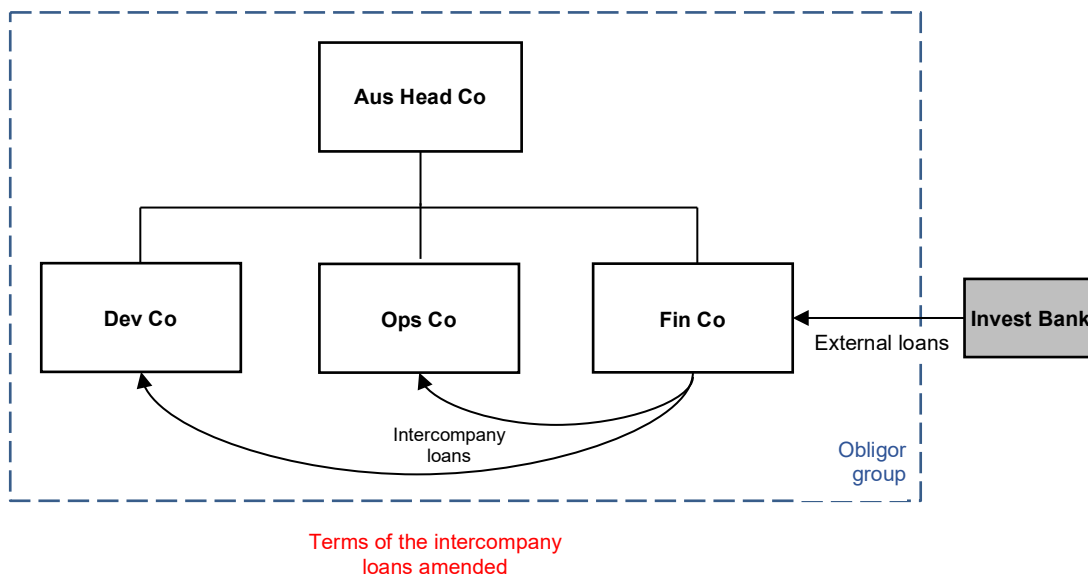 Aus Head Co
Dev Co
Ops Co
Fin Co
Invest Bank
External loans
Intercompany
loans
Obligor
group
Terms of the intercompany
loans amended